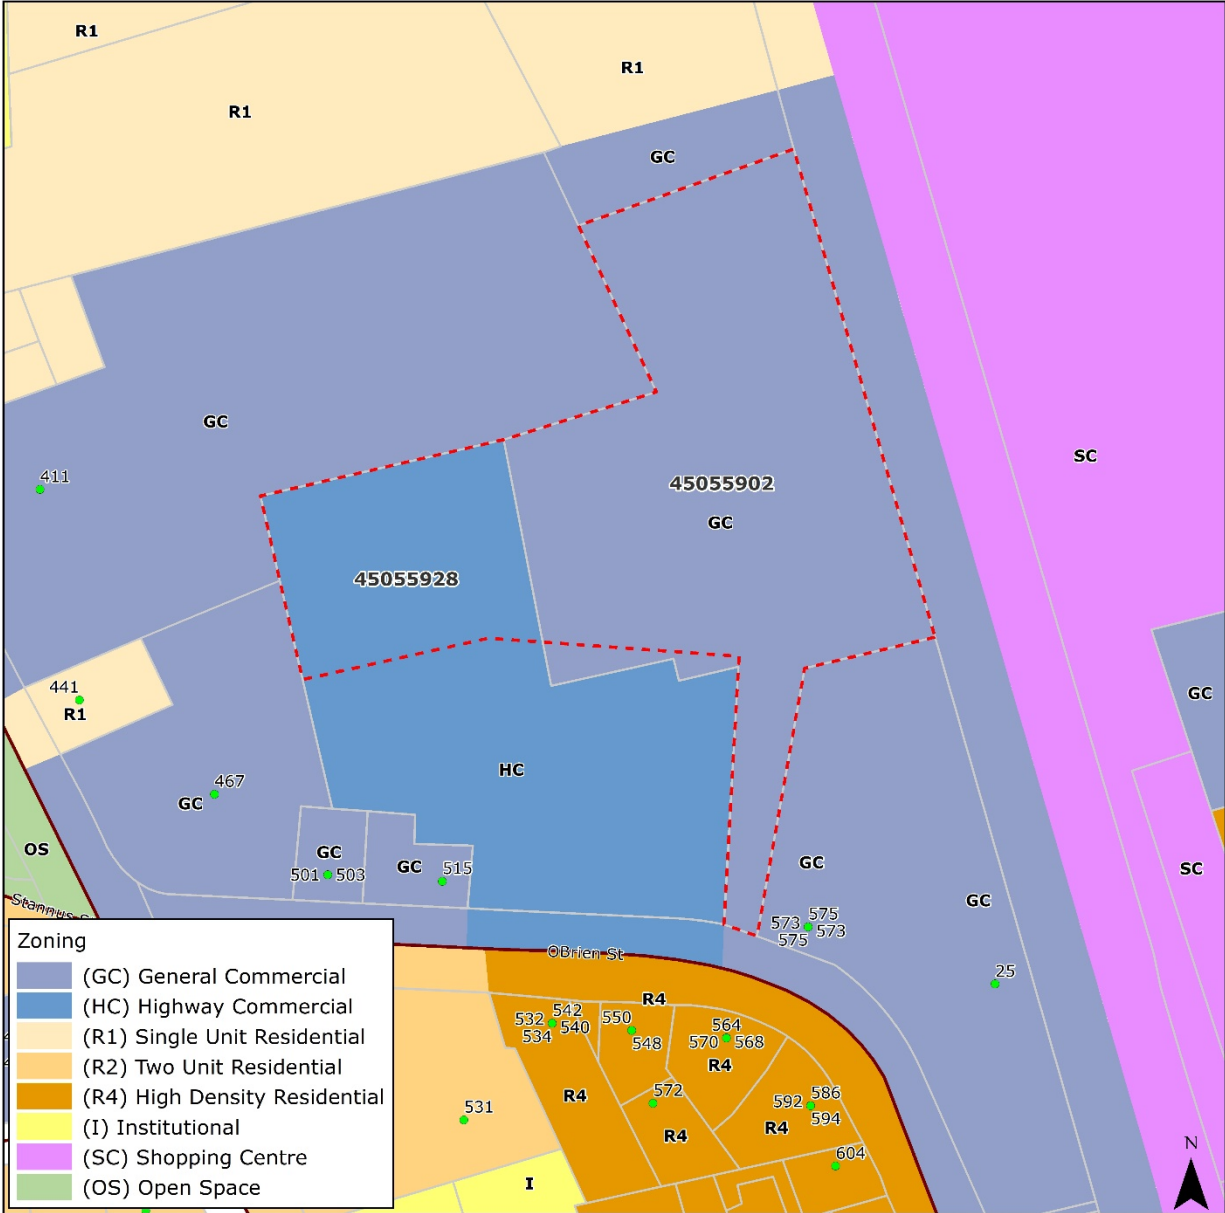 R1
R1
R1
GC
GC
SC
411
45055902
GC
45055928
441
R1
GC
HC
467
GC
OS
GC
501 503
GC 515
GC
SC
GC
573 575
575 573
25
Stannus S
OBrien St
R4
532 542
534 540
550
548
564
570 568
R4
R4
572
R4
592 586
594
R4
531
604
I
N
Zoning
(GC) General Commercial
(HC) Highway Commercial
(R1) Single Unit Residential
(R2) Two Unit Residential
(R4) High Density Residential
(I) Institutional
(SC) Shopping Centre
(OS) Open Space